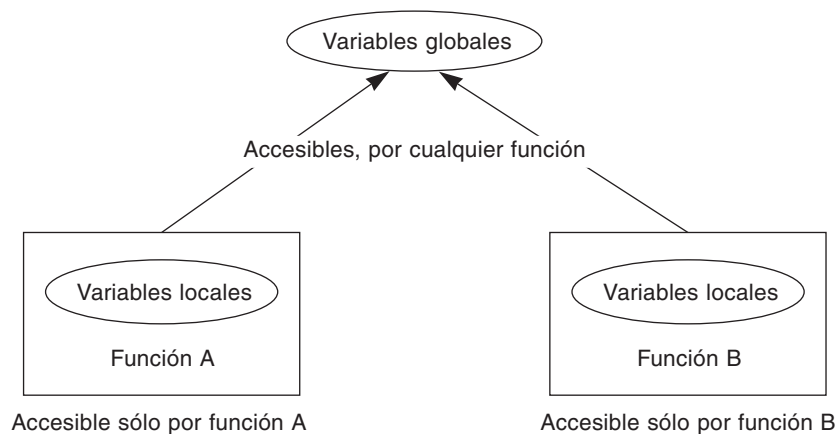 Variables globales
Accesibles, por cualquier función
Variables locales
Función A
Accesible sólo por función A
Variables locales
Función B
Accesible sólo por función B